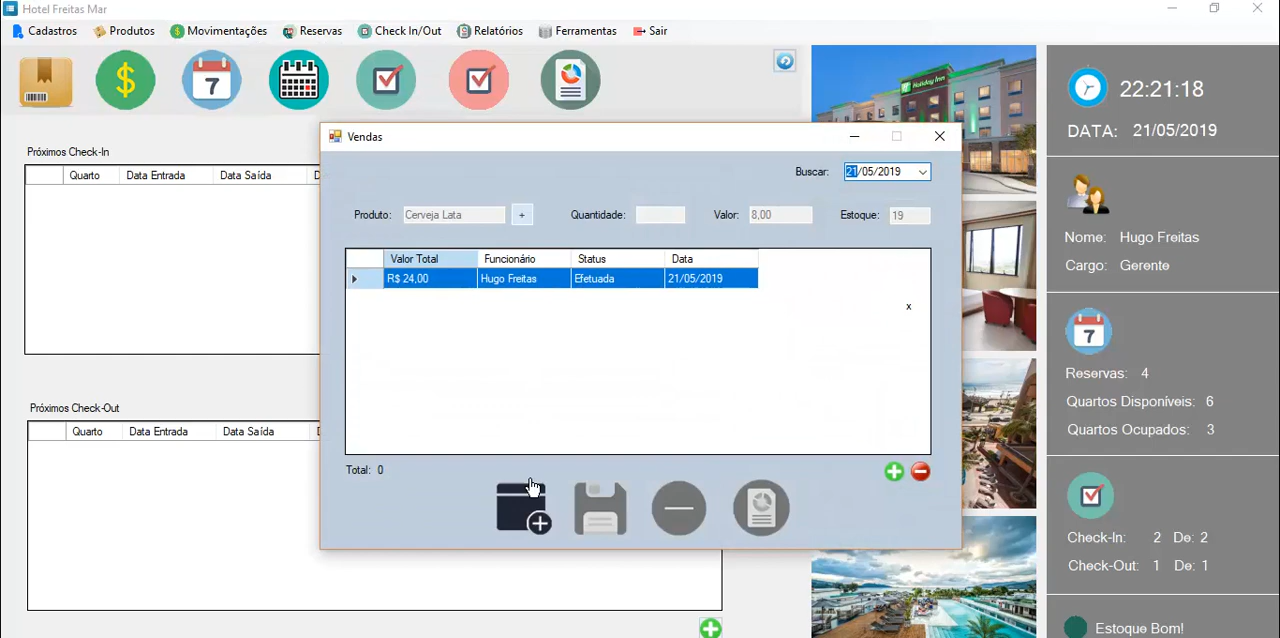 Hotel Freitas Mar
Cadastros Produtos Movimentações Reservas Check In/Out Relatórios Ferramentas Sair
7
Próximos Check-In
Quarto Data Entrada Data Saída
Próximos Check-Out
Quarto Data Entrada Data Saída
Vendas
Buscar: 21/05/2019
Produto: Cerveja Lata + Quantidade: Valor: 8,00 Estoque: 19
Valor Total Funcionário Status Data
R$ 24,00 Hugo Freitas Efetuada 21/05/2019
x
Total: 0
Holiday Inn
22:21:18
DATA: 21/05/2019
Nome: Hugo Freitas
Cargo: Gerente
7
Reservas: 4
Quartos Disponíveis: 6
Quartos Ocupados: 3
Check-In: 2 De: 2
Check-Out: 1 De: 1
Estoque Bom!